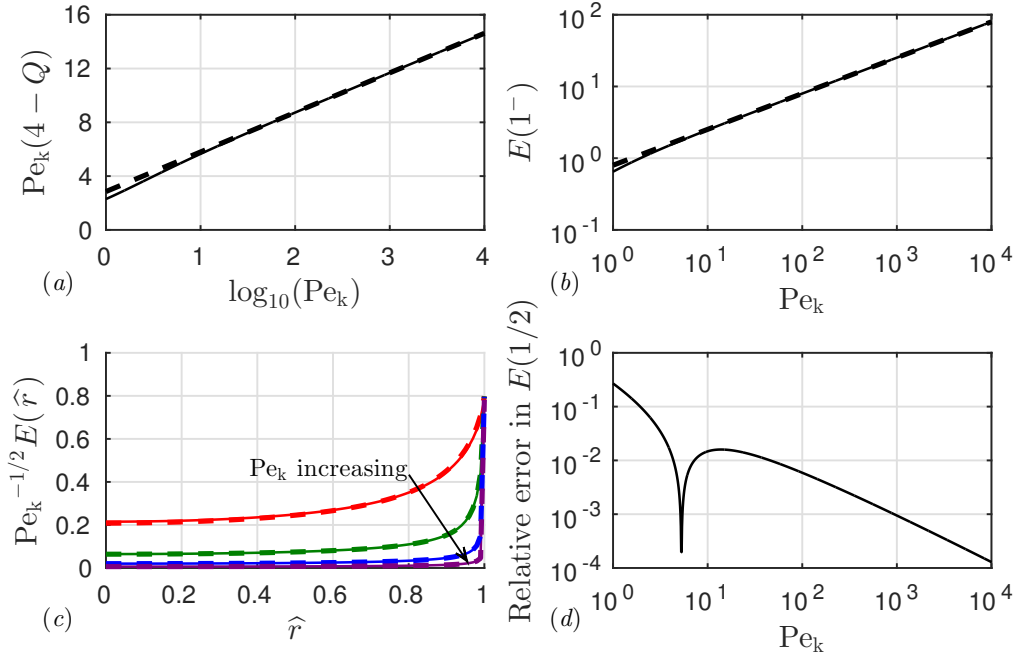 Pe_k(4 − Q)
16
12
8
4
0
0 1 2 3 4
(a)
log_10(Pe_k)
E(1^−)
10^2
10^1
10^0
10^-1
10^0 10^1 10^2 10^3 10^4
(b)
Pe_k
Pe_k^{−1/2}E(r̂)
1
0.8
0.6
0.4
0.2
0
Pe_k increasing
0 0.2 0.4 0.6 0.8 1
(c)
r̂
Relative error in E(1/2)
10^0
10^-1
10^-2
10^-3
10^-4
10^0 10^1 10^2 10^3 10^4
(d)
Pe_k